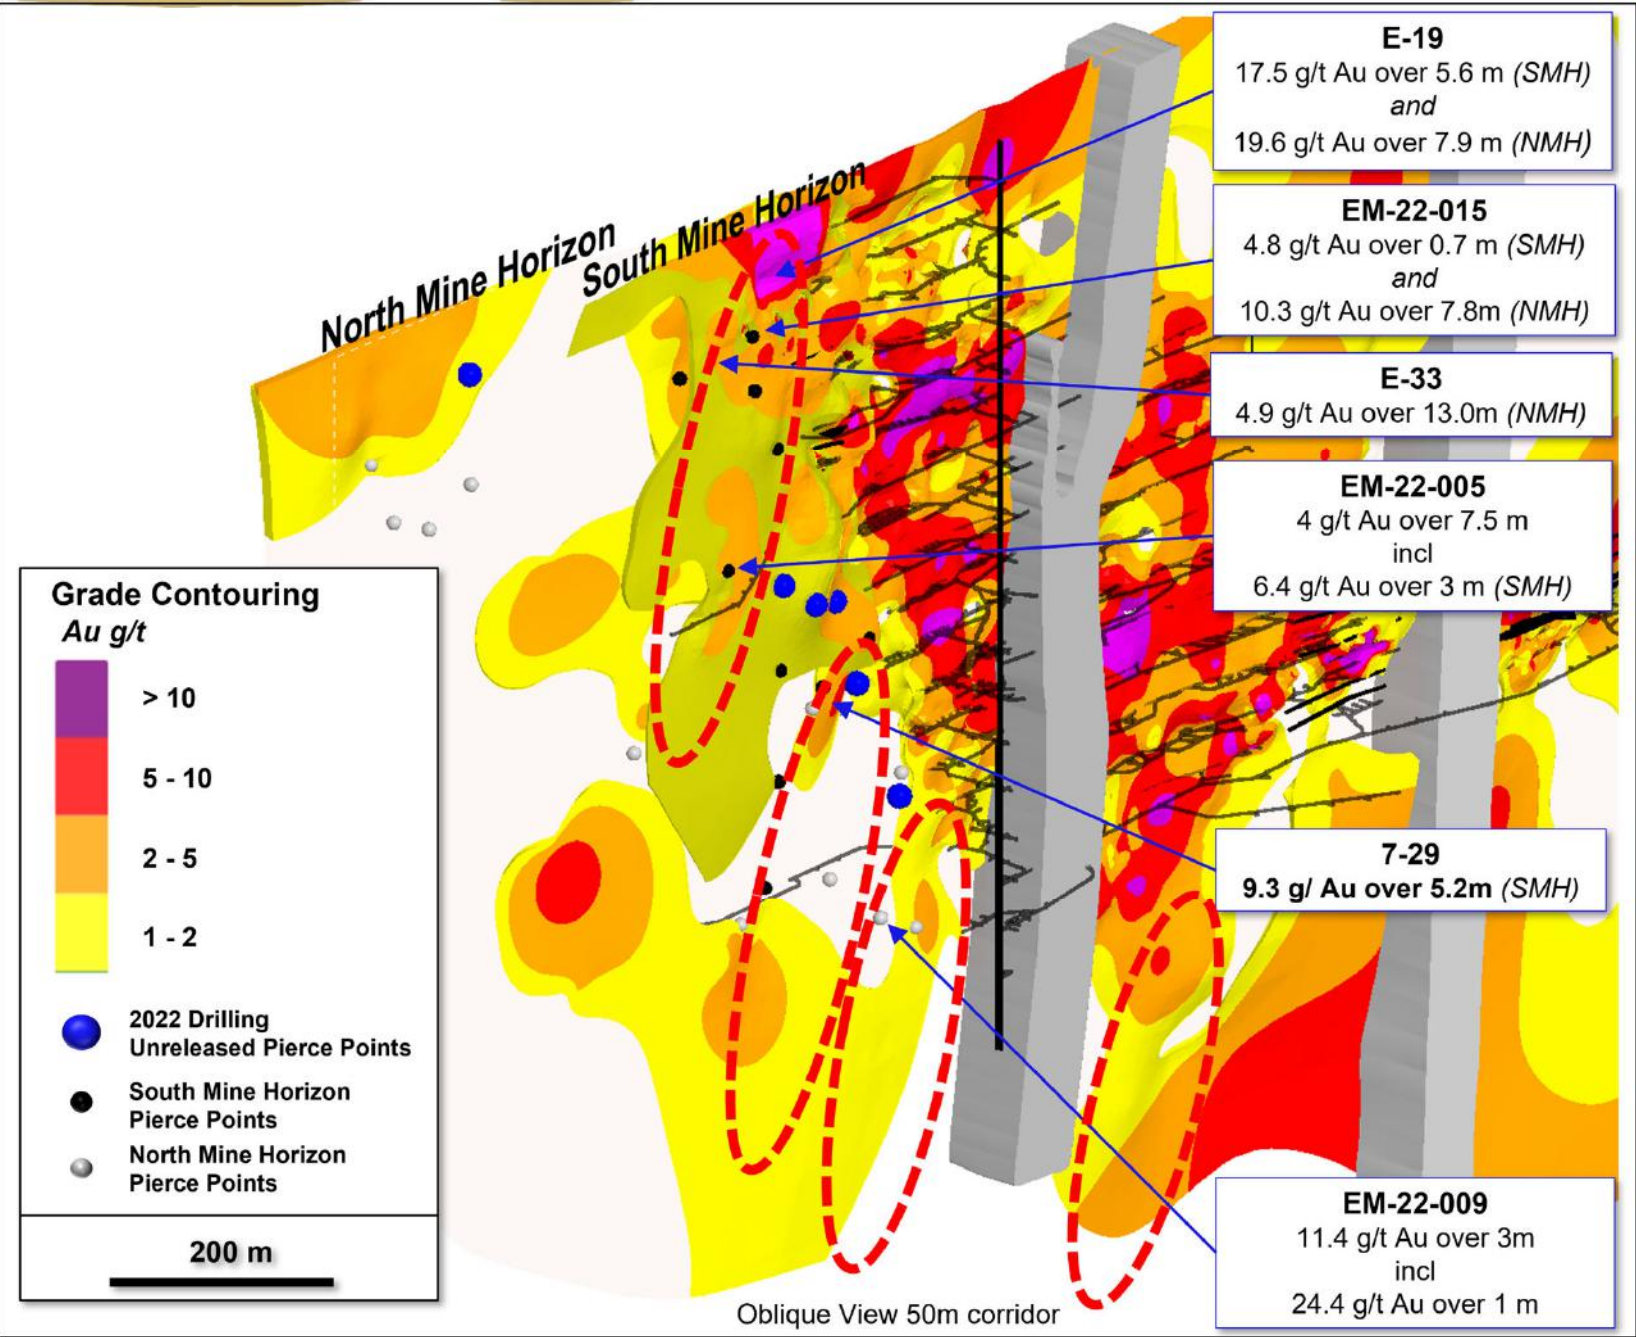 North Mine Horizon
South Mine Horizon
E-19
17.5 g/t Au over 5.6 m (SMH)
and
19.6 g/t Au over 7.9 m (NMH)
EM-22-015
4.8 g/t Au over 0.7 m (SMH)
and
10.3 g/t Au over 7.8m (NMH)
E-33
4.9 g/t Au over 13.0m (NMH)
EM-22-005
4 g/t Au over 7.5 m
incl
6.4 g/t Au over 3 m (SMH)
7-29
9.3 g/ Au over 5.2m (SMH)
EM-22-009
11.4 g/t Au over 3m
incl
24.4 g/t Au over 1 m
Grade Contouring
Au g/t
> 10
5 - 10
2 - 5
1 - 2
2022 Drilling
Unreleased Pierce Points
South Mine Horizon
Pierce Points
North Mine Horizon
Pierce Points
200 m
Oblique View 50m corridor